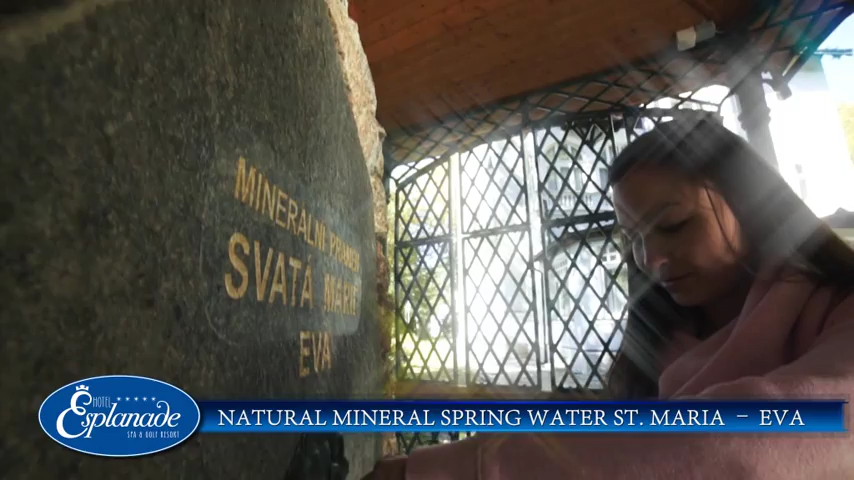 MINERALNI PRAMEN
SVATÁ MARIE
EVA
HOTEL
Esplanade
SPA & GOLF RESORT
NATURAL MINERAL SPRING WATER ST. MARIA – EVA